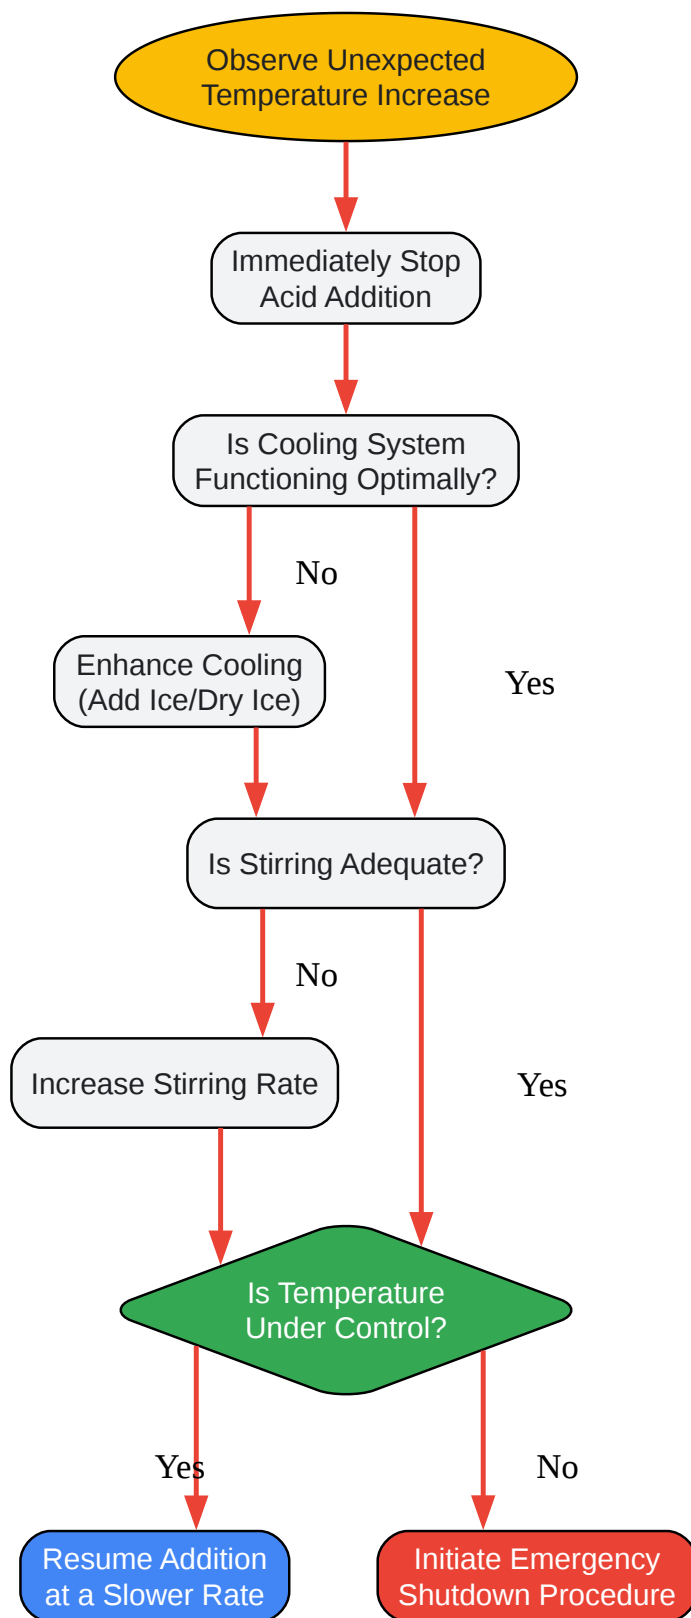 Observe Unexpected
Temperature Increase
Immediately Stop
Acid Addition
Is Cooling System
Functioning Optimally?
No
Enhance Cooling
(Add Ice/Dry Ice)
Yes
Is Stirring Adequate?
No
Increase Stirring Rate
Yes
Is Temperature
Under Control?
Yes
No
Resume Addition
at a Slower Rate
Initiate Emergency
Shutdown Procedure